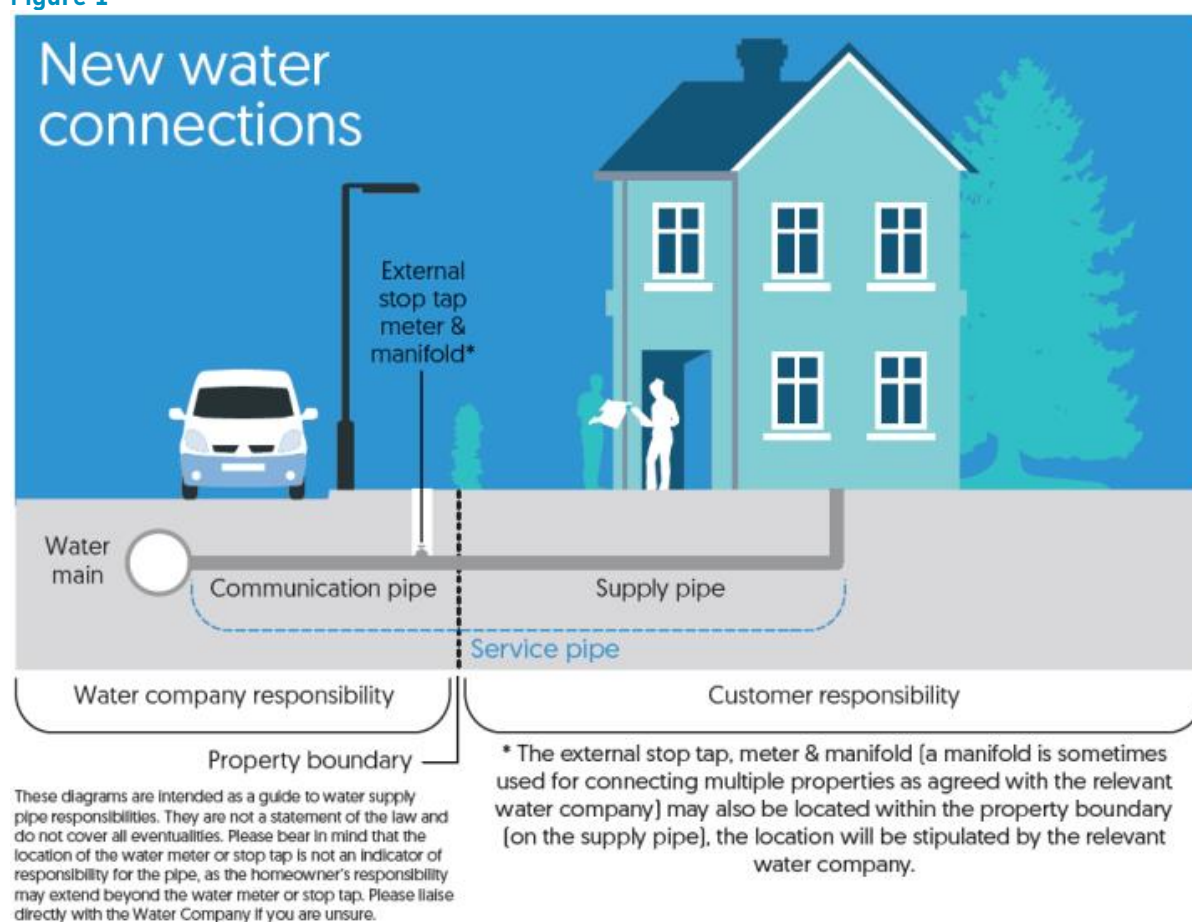 Figure 1
New water
connections
External
stop tap
meter &
manifold*
Water
main
Communication pipe
Supply pipe
Service pipe
Water company responsibility
Customer responsibility
Property boundary
These diagrams are intended as a guide to water supply
pipe responsibilities. They are not a statement of the law and
do not cover all eventualities. Please bear in mind that the
location of the water meter or stop tap is not an indicator of
responsibility for the pipe, as the homeowner's responsibility
may extend beyond the water meter or stop tap. Please liaise
directly with the Water Company if you are unsure.
* The external stop tap, meter & manifold (a manifold is sometimes
used for connecting multiple properties as agreed with the relevant
water company) may also be located within the property boundary
(on the supply pipe), the location will be stipulated by the relevant
water company.